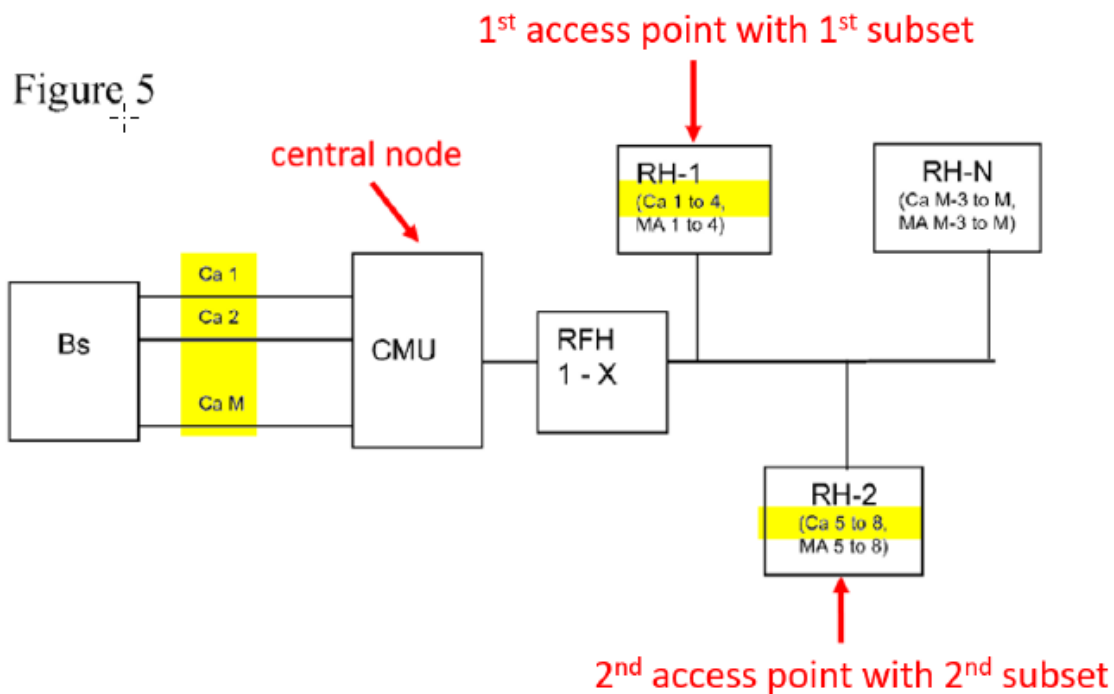 1st access point with 1st subset
Figure 5
central node
RH-1
(Ca 1 to 4,
MA 1 to 4)
RH-N
(Ca M-3 to M,
MA M-3 to M)
Bs
Ca 1
Ca 2
Ca M
CMU
RFH
1 - X
RH-2
(Ca 5 to 8,
MA 5 to 8)
2nd access point with 2nd subset